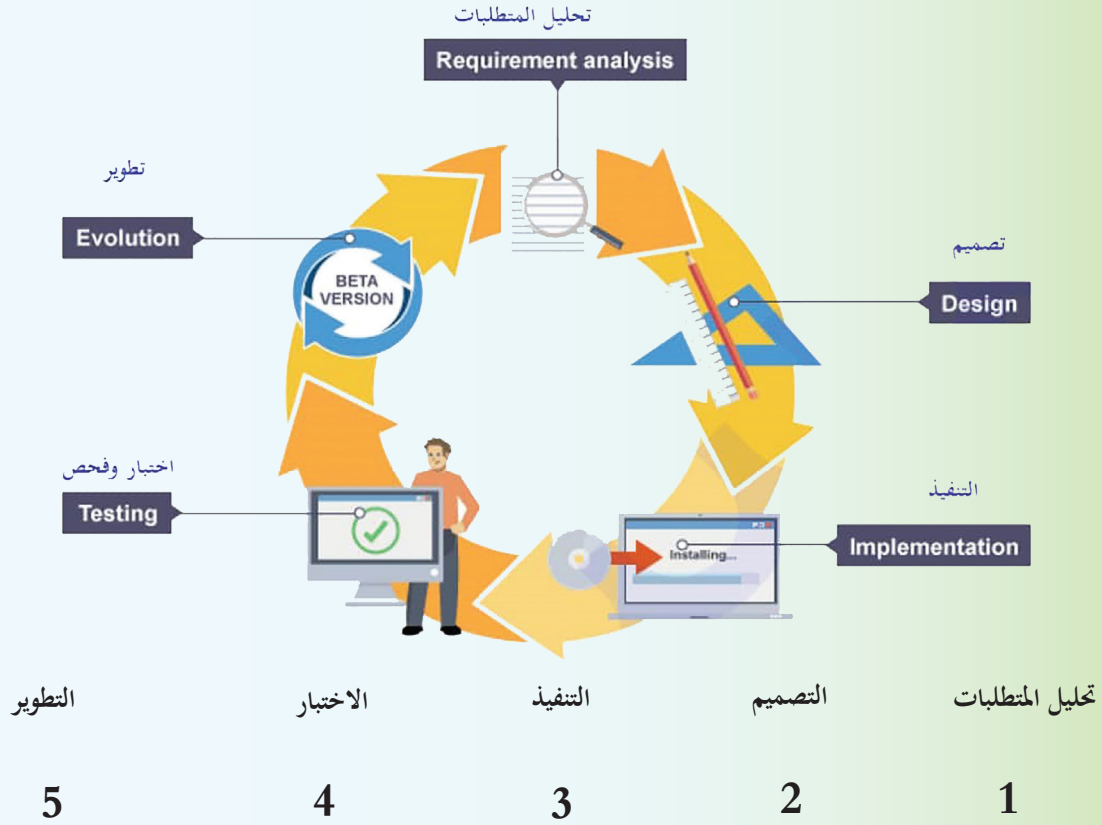 تحليل المتطلبات
Requirement analysis
تطوير
Evolution
BETA
VERSION
تصميم
Design
اختبار وفحص
Testing
التنفيذ
Implementation
Installing...
تحليل المتطلبات التصميم التنفيذ الاختبار التطوير
1 2 3 4 5